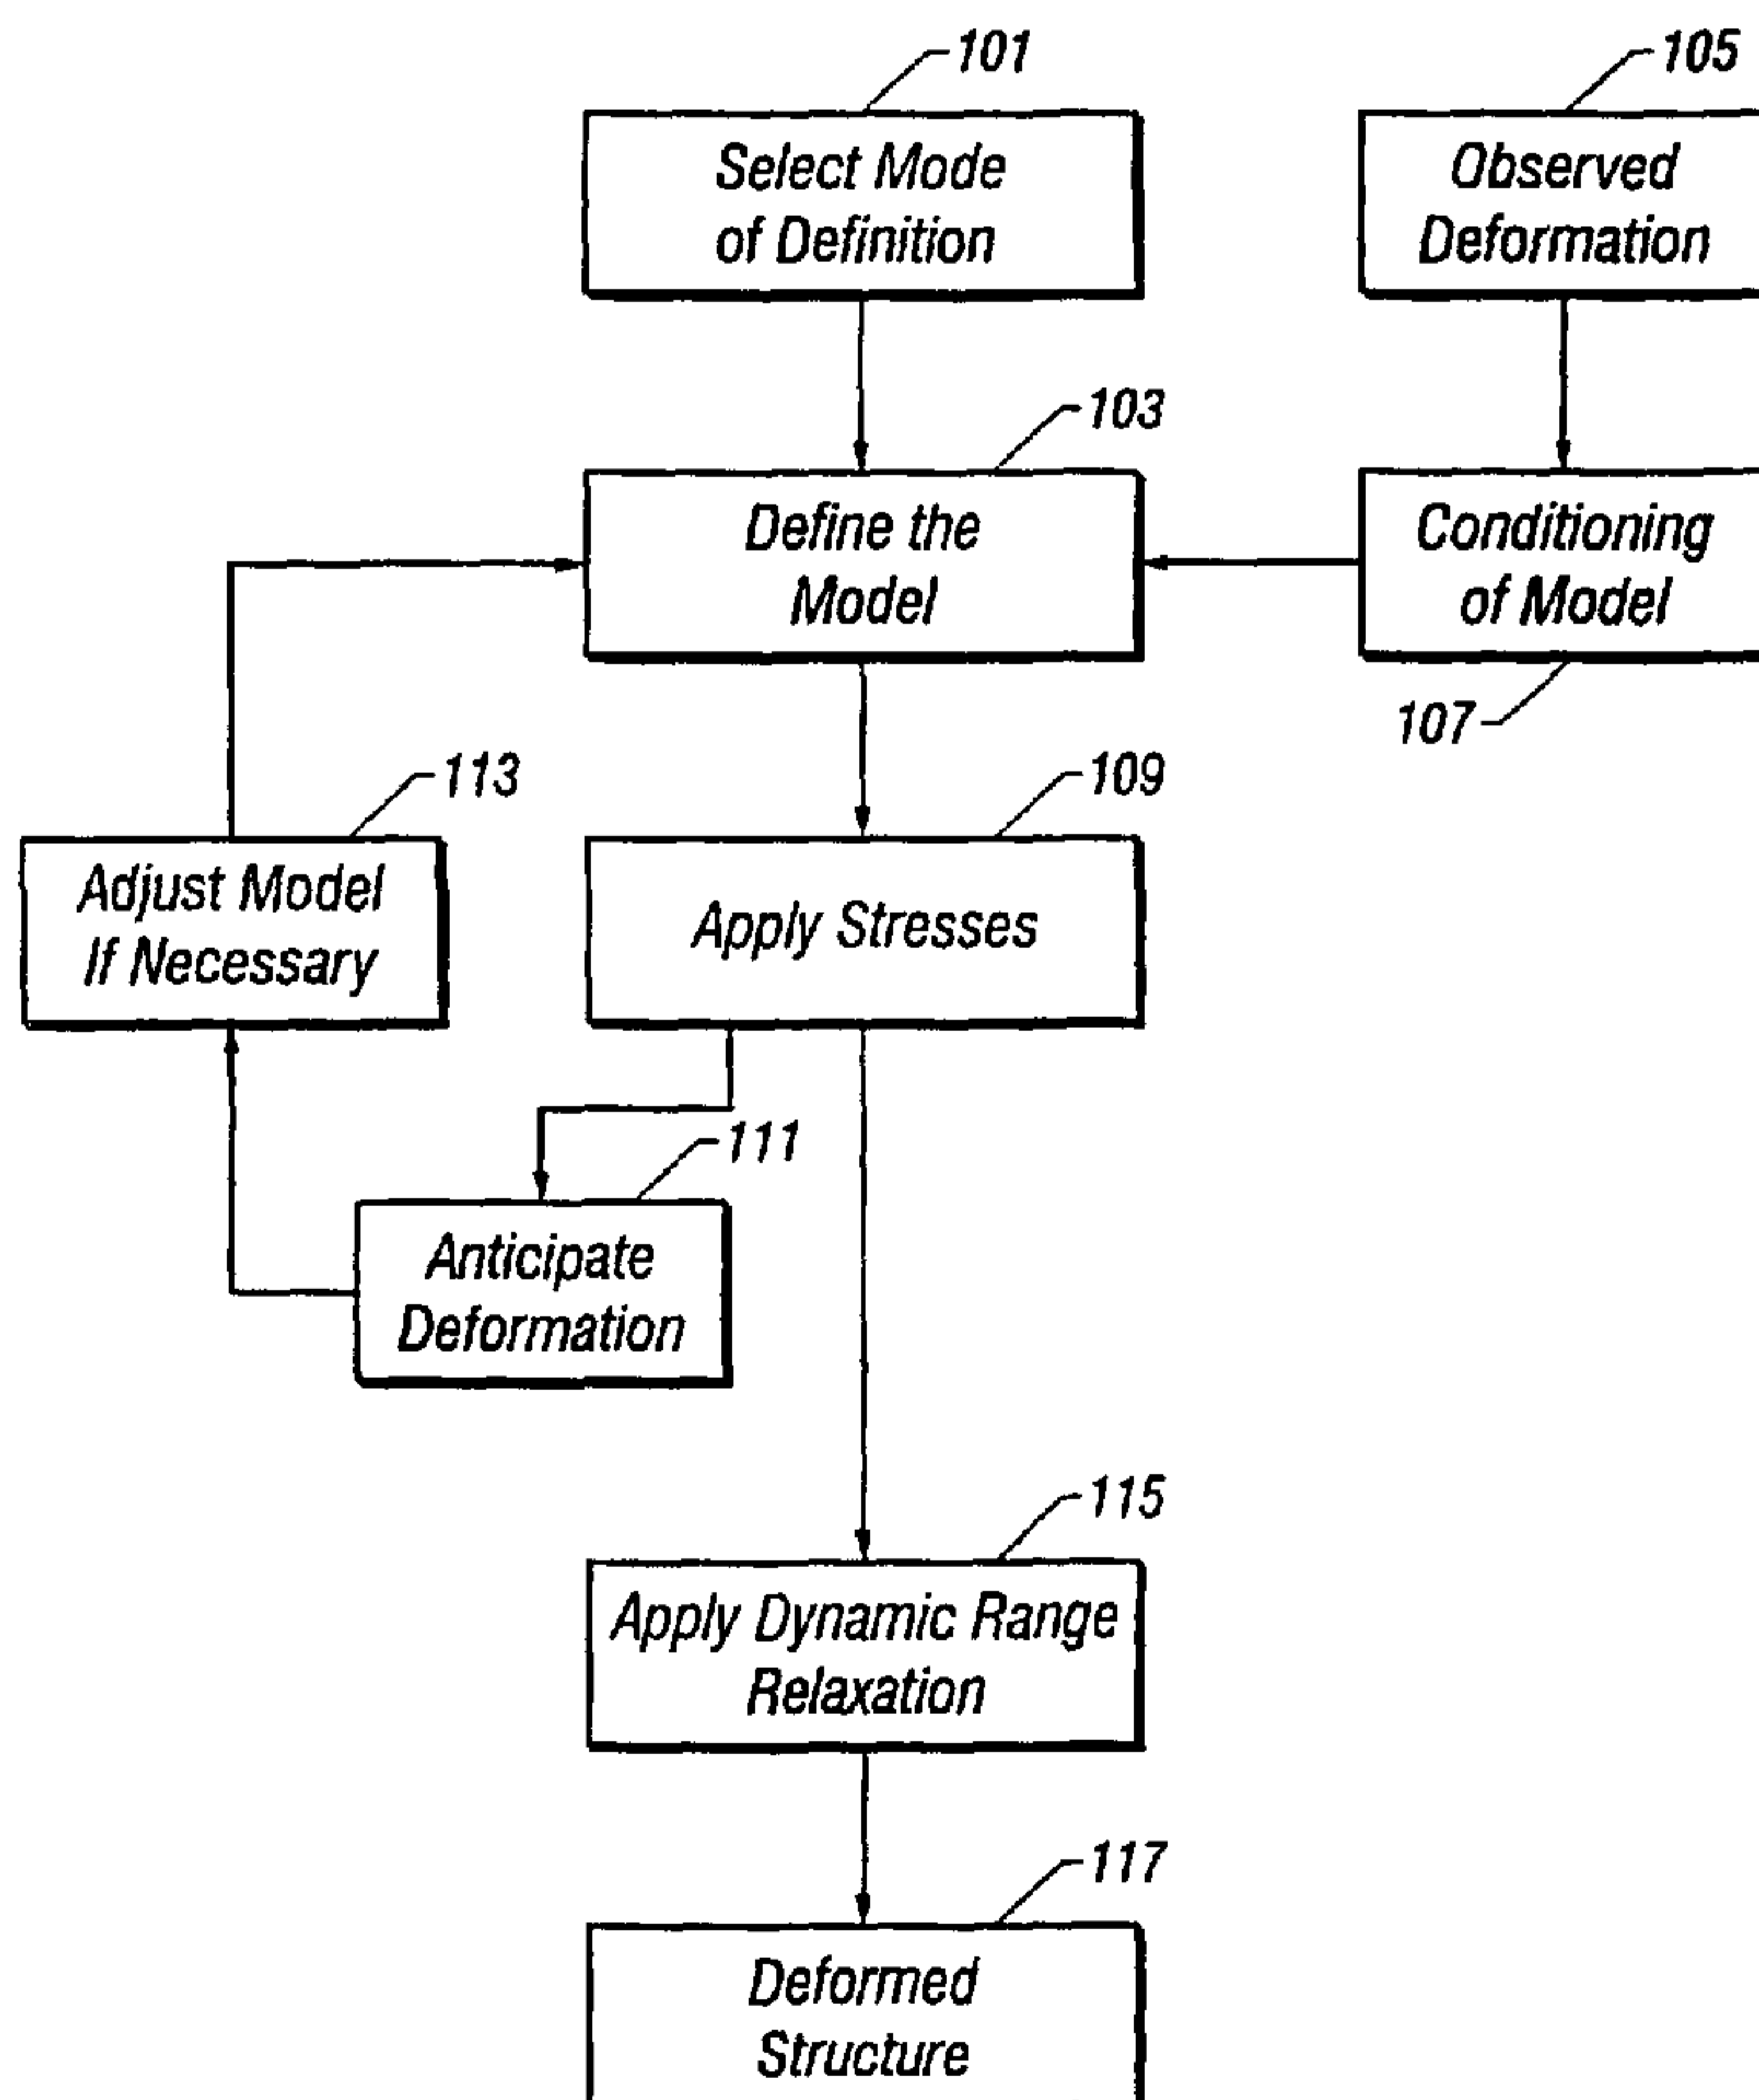 101
Select Mode
of Definition
105
Observed
Deformation
103
Define the
Model
Conditioning
of Model
107
113
Adjust Model
If Necessary
109
Apply Stresses
111
Anticipate
Deformation
115
Apply Dynamic Range
Relaxation
117
Deformed
Structure